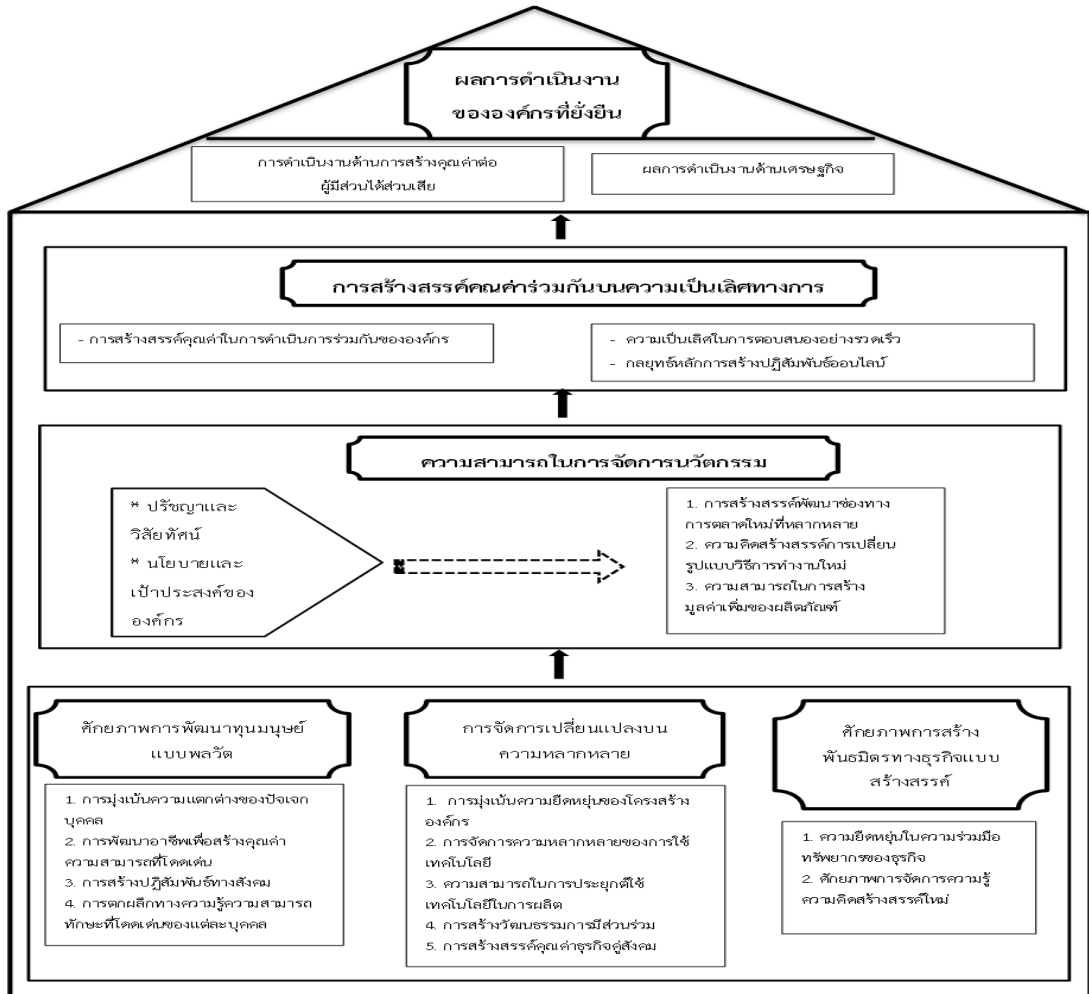 ผลการดำเนินงาน
ขององค์กรที่ยั่งยืน
การดำเนินงานด้านการสร้างคุณค่าต่อ
ผู้มีส่วนได้ส่วนเสีย
ผลการดำเนินงานด้านเศรษฐกิจ
การสร้างสรรค์คุณค่าร่วมกันบนความเป็นเลิศทางการ
- การสร้างสรรค์คุณค่าในการดำเนินการร่วมกันขององค์กร
- ความเป็นเลิศในการตอบสนองอย่างรวดเร็ว
- กลยุทธ์หลักการสร้างปฏิสัมพันธ์ออนไลน์
ความสามารถในการจัดการนวัตกรรม
* ปรัชญาและ
วิสัยทัศน์
* นโยบายและ
เป้าประสงค์ของ
องค์กร
1. การสร้างสรรค์พัฒนาช่องทาง
การตลาดใหม่ที่หลากหลาย
2. ความคิดสร้างสรรค์การเปลี่ยน
รูปแบบวิธีการทำงานใหม่
3. ความสามารถในการสร้าง
มูลค่าเพิ่มของผลิตภัณฑ์
ศักยภาพการพัฒนาทุนมนุษย์
แบบพลวัต
1. การมุ่งเน้นความแตกต่างของปัจเจก
บุคคล
2. การพัฒนาอาชีพเพื่อสร้างคุณค่า
ความสามารถที่โดดเด่น
3. การสร้างปฏิสัมพันธ์ทางสังคม
4. การตกผลึกทางความรู้ความสามารถ
ทักษะที่โดดเด่นของแต่ละบุคคล
การจัดการเปลี่ยนแปลงบน
ความหลากหลาย
1. การมุ่งเน้นความยืดหยุ่นของโครงสร้าง
องค์กร
2. การจัดการความหลากหลายของการใช้
เทคโนโลยี
3. ความสามารถในการประยุกต์ใช้
เทคโนโลยีในการผลิต
4. การสร้างวัฒนธรรมการมีส่วนร่วม
5. การสร้างสรรค์คุณค่าธุรกิจคู่สังคม
ศักยภาพการสร้าง
พันธมิตรทางธุรกิจแบบ
สร้างสรรค์
1. ความยืดหยุ่นในความร่วมมือ
ทรัพยากรของธุรกิจ
2. ศักยภาพการจัดการความรู้
ความคิดสร้างสรรค์ใหม่